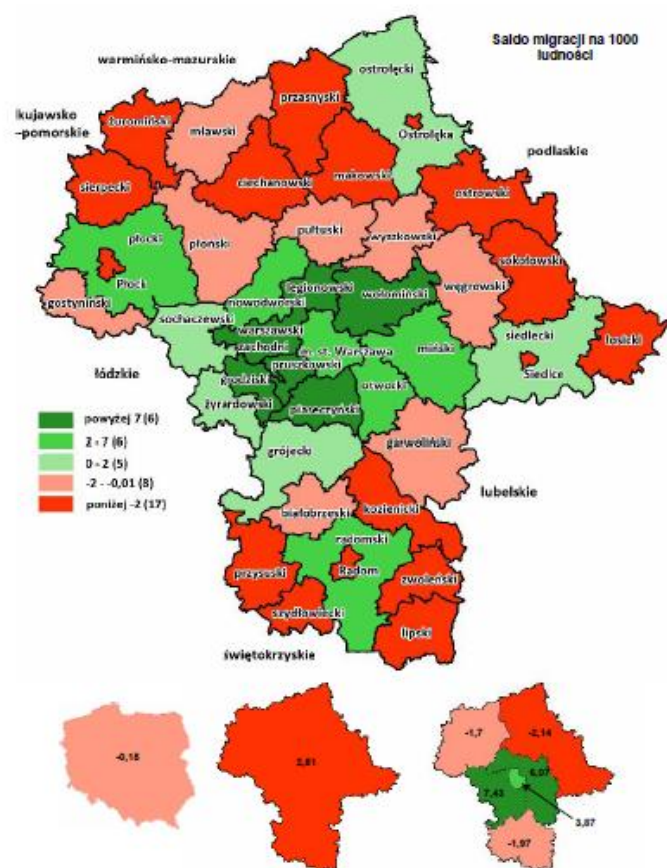 Saldo migracji na 1000
ludności
warmińsko-mazurskie
kujawsko
-pomorskie
podlaskie
łódzkie
lubelskie
świętokrzyskie
ostrołęcki
przasnyski
Ostrołęka
żuromiński
mławski
sierpecki
ciechanowski
makowski
ostrowski
płocki
płoński
pułtuski
wyszkowski
sokołowski
Płock
gostyniński
nowodworski
legionowski
wołomiński
węgrowski
sochaczewski
warszawski
zachodni
m. st. Warszawa
miński
siedlecki
łosicki
Siedlce
pruszkowski
grodziski
otwocki
żyrardowski
piaseczyński
grójecki
garwoliński
białobrzeski
kozienicki
radomski
przysuski
Radom
zwoleński
szydłowiecki
lipski
powyżej 7 (6)
2 - 7 (6)
0 - 2 (5)
-2 - -0,01 (8)
poniżej -2 (17)
-0,18
2,81
-1,7
-2,14
6,07
7,43
3,87
-1,97